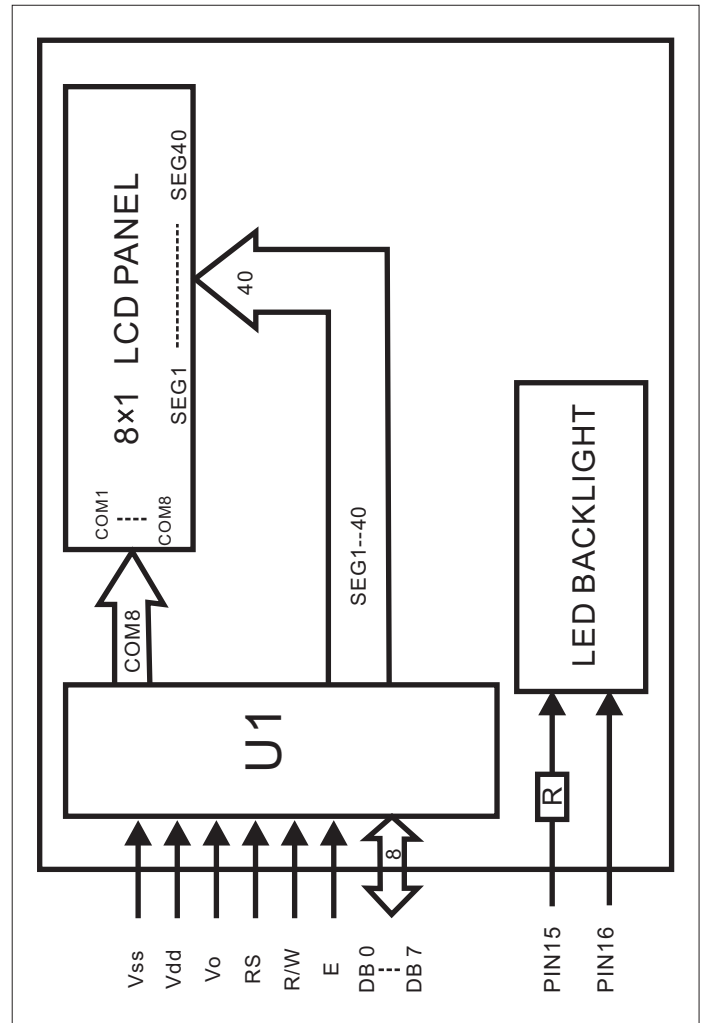 8×1 LCD PANEL
COM1
COM8
SEG1
SEG40
COM8
40
SEG1--40
U1
LED BACKLIGHT
R
8
Vss
Vdd
Vo
RS
R/W
E
DB 0
DB 7
PIN15
PIN16